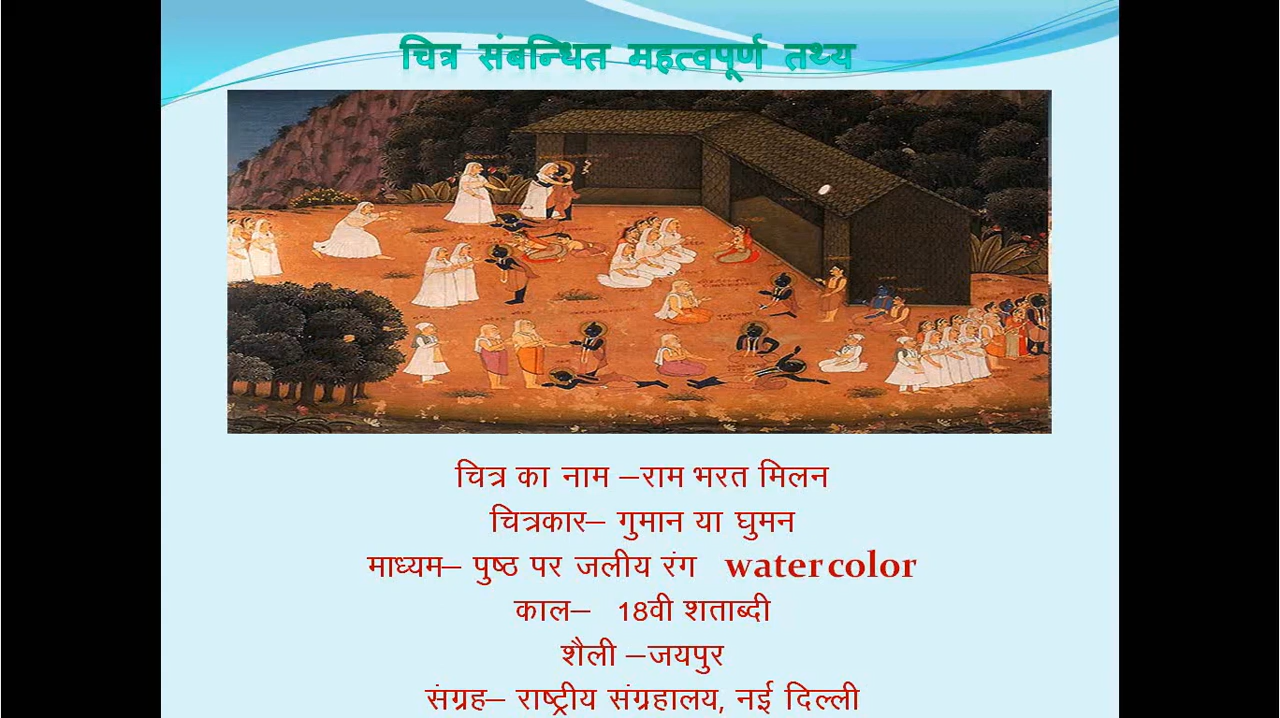 चित्र संबन्धित महत्वपूर्ण तथ्य
चित्र का नाम –राम भरत मिलन
चित्रकार– गुमान या घुमन
माध्यम– पुष्ठ पर जलीय रंग watercolor
काल– 18वी शताब्दी
शैली –जयपुर
संग्रह– राष्ट्रीय संग्रहालय, नई दिल्ली